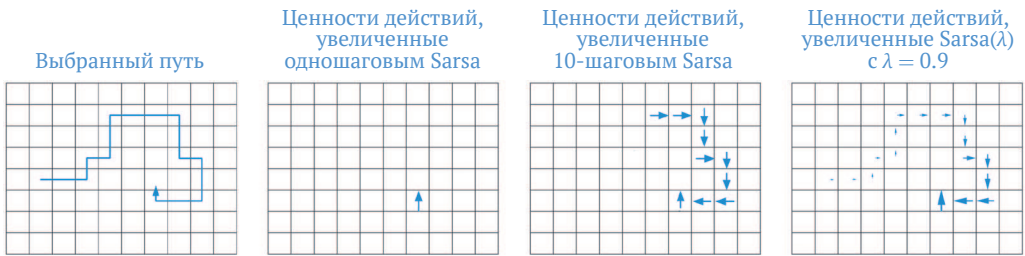 Выбранный путь
Ценности действий,
увеличенные
одношаговым Sarsa
Ценности действий,
увеличенные
10-шаговым Sarsa
Ценности действий,
увеличенные Sarsa(λ)
с λ = 0.9